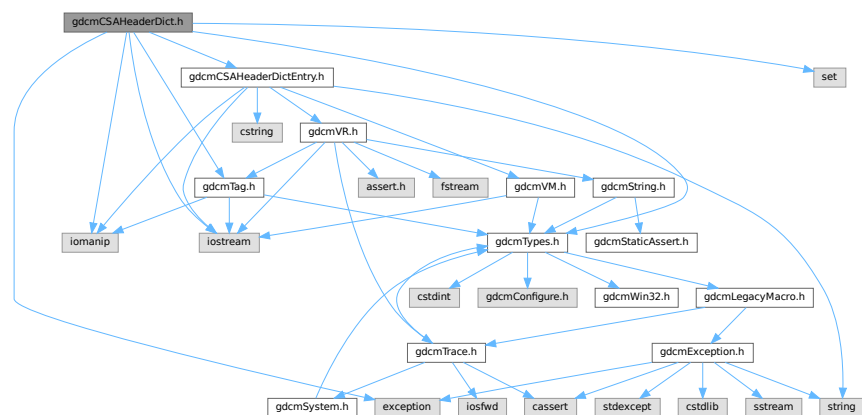 gdcmCSAHeaderDict.h
gdcmCSAHeaderDictEntry.h
set
cstring
gdcmVR.h
gdcmTag.h
assert.h
fstream
gdcmVM.h
gdcmString.h
iomanip
iostream
gdcmTypes.h
gdcmStaticAssert.h
cstdint
gdcmConfigure.h
gdcmWin32.h
gdcmLegacyMacro.h
gdcmTrace.h
gdcmException.h
gdcmSystem.h
exception
iosfwd
cassert
stdexcept
cstdlib
sstream
string